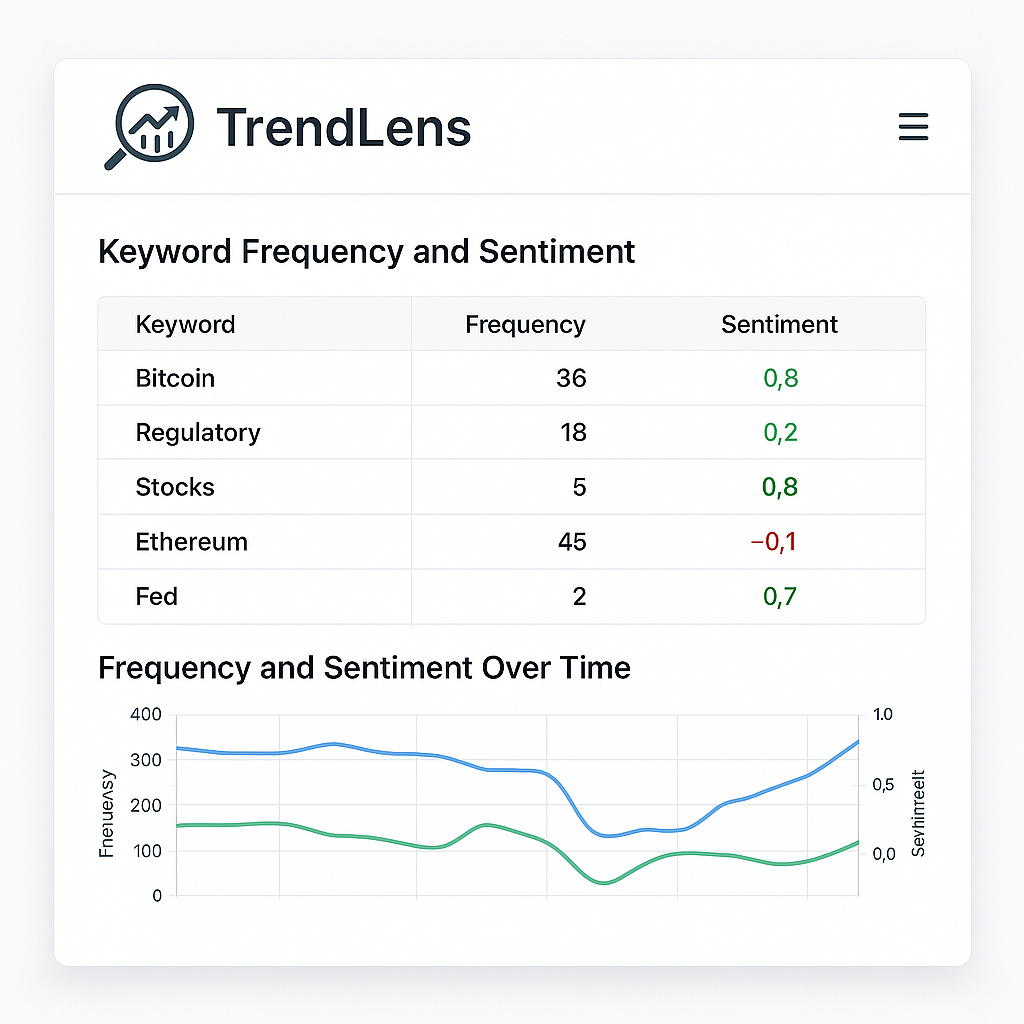 TrendLens
Keyword Frequency and Sentiment
Keyword Frequency Sentiment
Bitcoin 36 0,8
Regulatory 18 0,2
Stocks 5 0,8
Ethereum 45 −0,1
Fed 2 0,7
Frequency and Sentiment Over Time
400 1.0
300
0,5
200
100 0,0
0